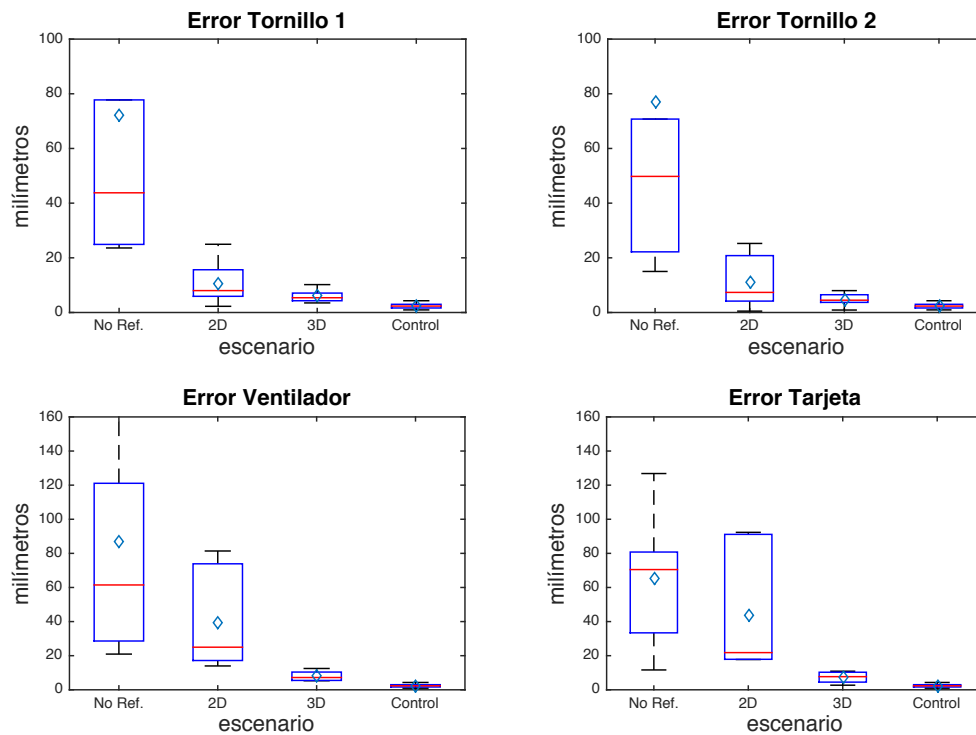 Error Tornillo 1
100
80
60
40
20
0
milímetros
No Ref. 2D 3D Control
escenario
Error Tornillo 2
100
80
60
40
20
0
milímetros
No Ref. 2D 3D Control
escenario
Error Ventilador
160
140
120
100
80
60
40
20
0
milímetros
No Ref. 2D 3D Control
escenario
Error Tarjeta
160
140
120
100
80
60
40
20
0
milímetros
No Ref. 2D 3D Control
escenario